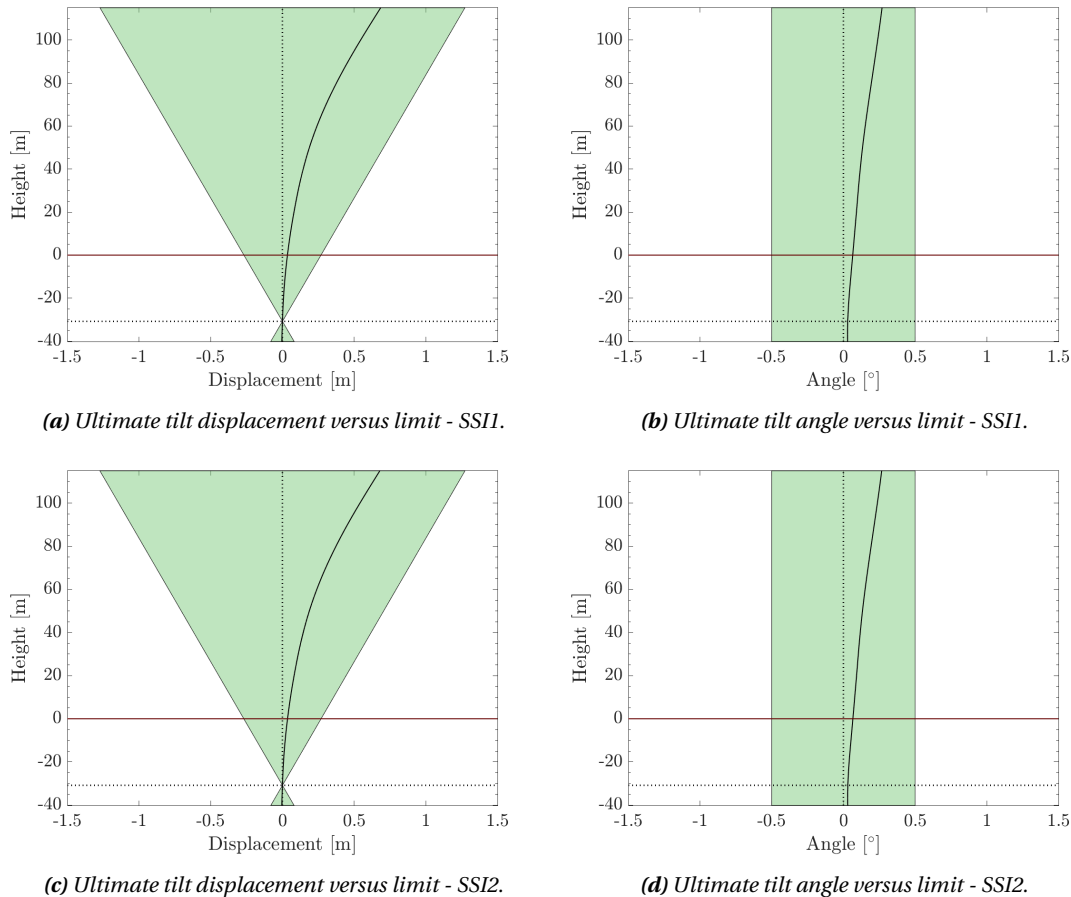 100
80
60
40
20
0
-20
-40
Height [m]
-1.5 -1 -0.5 0 0.5 1 1.5
Displacement [m]
(a) Ultimate tilt displacement versus limit - SSI1.
100
80
60
40
20
0
-20
-40
Height [m]
-1.5 -1 -0.5 0 0.5 1 1.5
Angle [°]
(b) Ultimate tilt angle versus limit - SSI1.
100
80
60
40
20
0
-20
-40
Height [m]
-1.5 -1 -0.5 0 0.5 1 1.5
Displacement [m]
(c) Ultimate tilt displacement versus limit - SSI2.
100
80
60
40
20
0
-20
-40
Height [m]
-1.5 -1 -0.5 0 0.5 1 1.5
Angle [°]
(d) Ultimate tilt angle versus limit - SSI2.